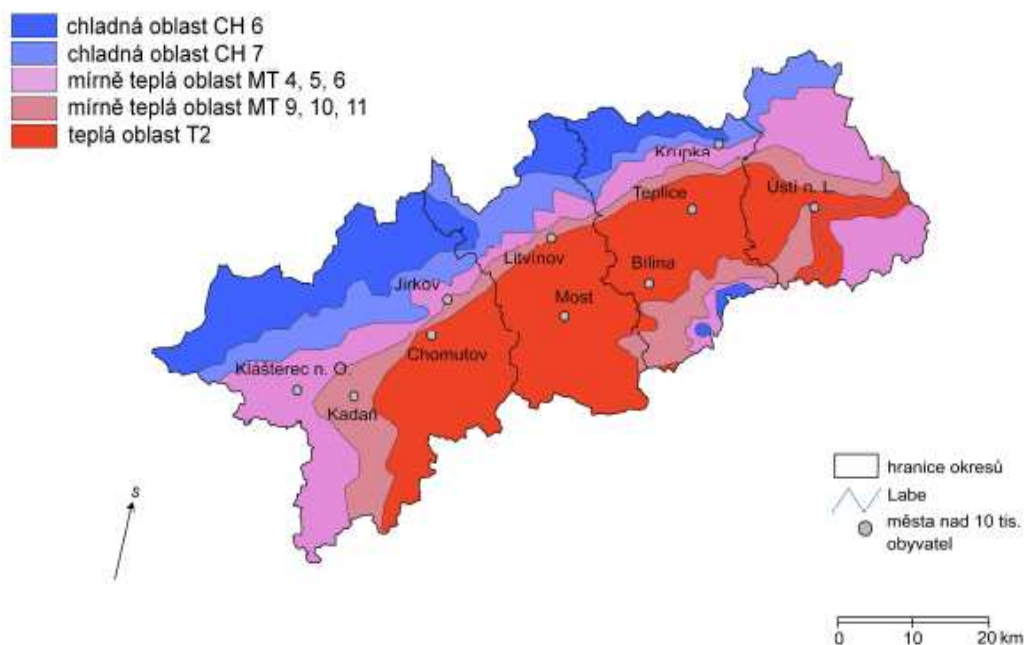 chladná oblast CH 6
chladná oblast CH 7
mírně teplá oblast MT 4, 5, 6
mírně teplá oblast MT 9, 10, 11
teplá oblast T2
Krupka
Teplice
Ústí n. L.
Litvínov
Bílina
Jirkov
Most
Chomutov
Klášterec n. O.
Kadaň
hranice okresů
Labe
města nad 10 tis.
obyvatel
s
0 10 20 km